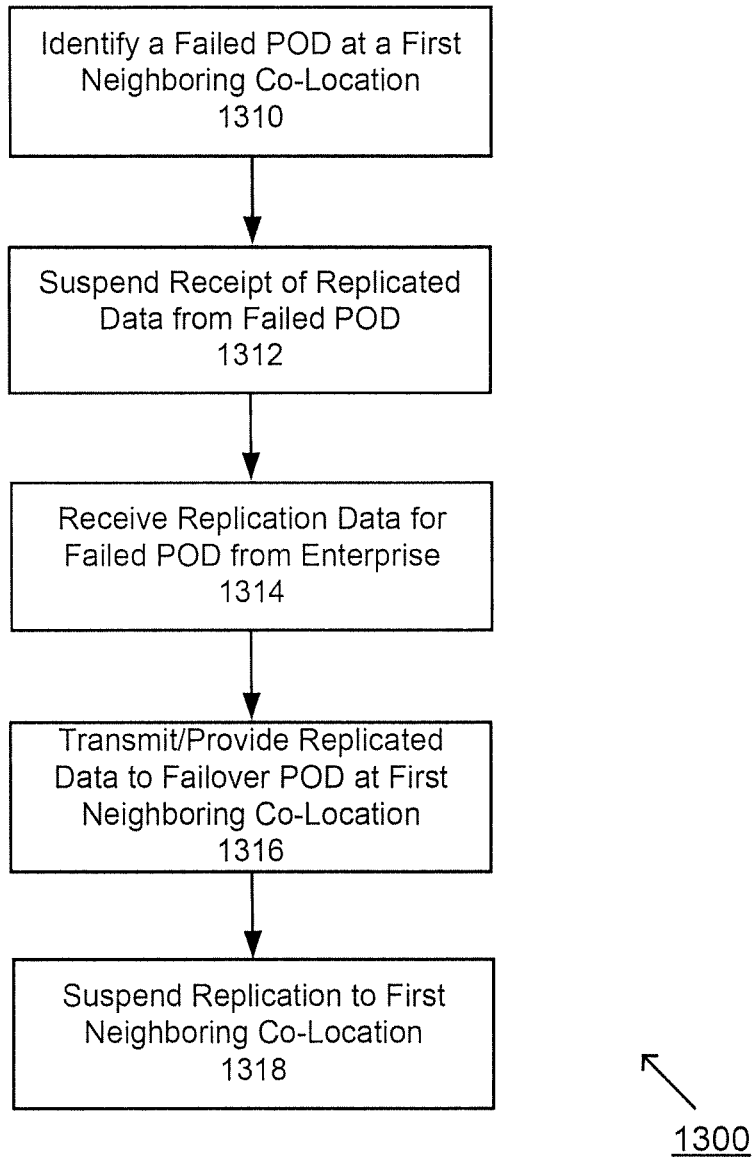 Identify a Failed POD at a First
Neighboring Co-Location
1310
Suspend Receipt of Replicated
Data from Failed POD
1312
Receive Replication Data for
Failed POD from Enterprise
1314
Transmit/Provide Replicated
Data to Failover POD at First
Neighboring Co-Location
1316
Suspend Replication to First
Neighboring Co-Location
1318
1300